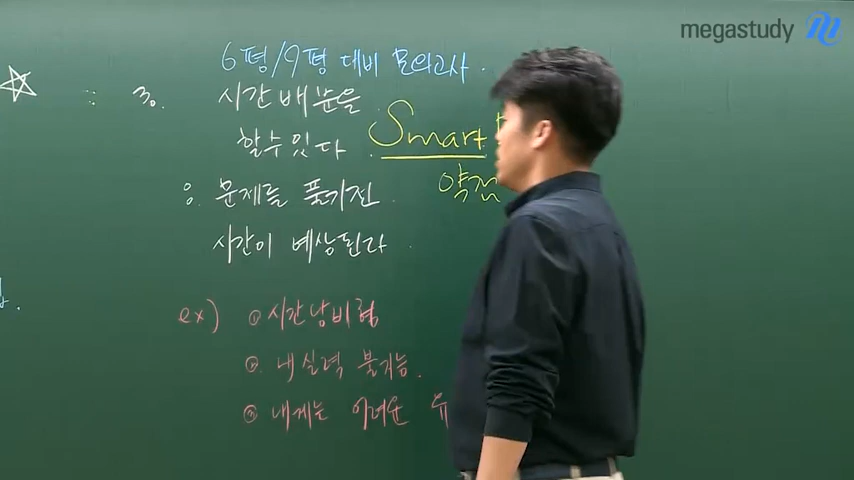 megastudy
6평/9평 대비 모의고사.
3. 시간배분을
할수있다
Smart
약점
문제를 풀기전
시간이 예상된다
ex) ① 시간낭비형
② 내실력 불가능.
③ 내게는 어려운 유